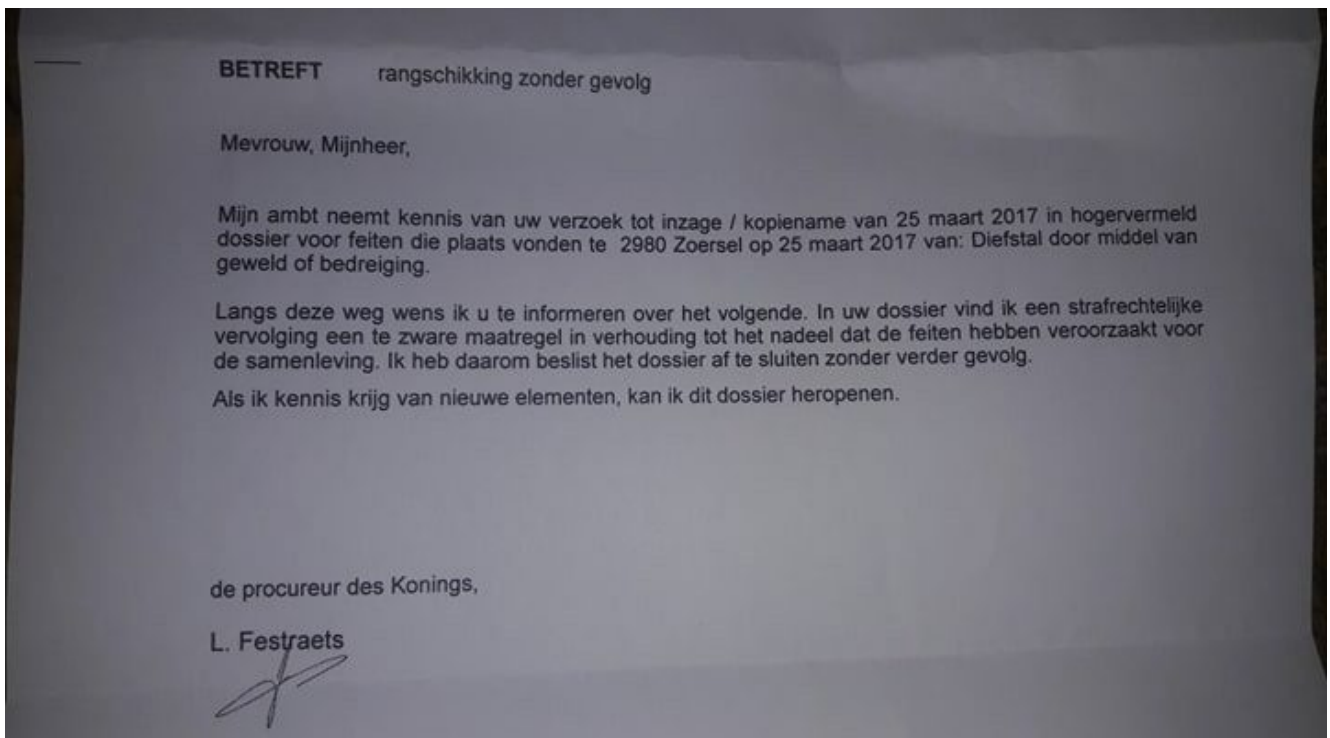 BETREFT rangschikking zonder gevolg
Mevrouw, Mijnheer,
Mijn ambt neemt kennis van uw verzoek tot inzage / kopiename van 25 maart 2017 in hogervermeld
dossier voor feiten die plaats vonden te 2980 Zoersel op 25 maart 2017 van: Diefstal door middel van
geweld of bedreiging.
Langs deze weg wens ik u te informeren over het volgende. In uw dossier vind ik een strafrechtelijke
vervolging een te zware maatregel in verhouding tot het nadeel dat de feiten hebben veroorzaakt voor
de samenleving. Ik heb daarom beslist het dossier af te sluiten zonder verder gevolg.
Als ik kennis krijg van nieuwe elementen, kan ik dit dossier heropenen.
de procureur des Konings,
L. Festraets